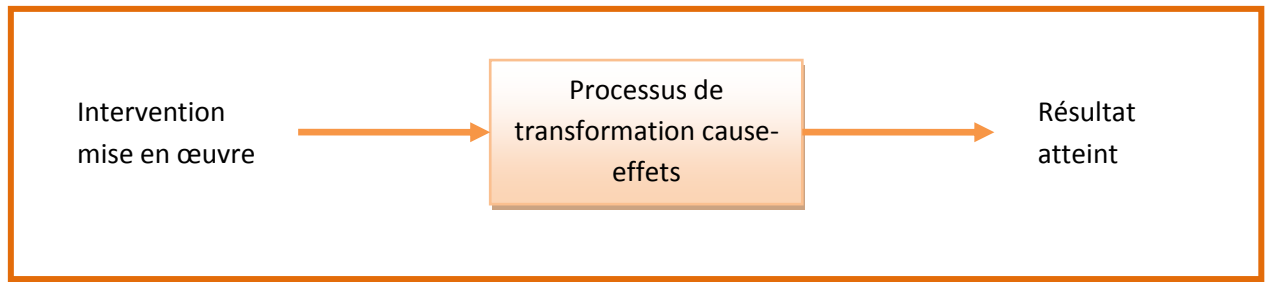 Intervention
mise en œuvre
Processus de
transformation cause-
effets
Résultat
atteint